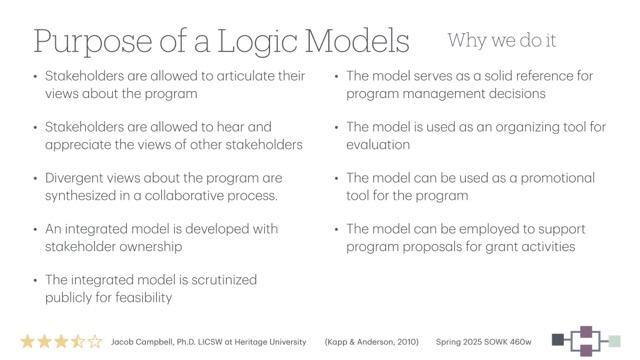 Purpose of a Logic Models
Why we do it
• Stakeholders are allowed to articulate their
views about the program
• Stakeholders are allowed to hear and
appreciate the views of other stakeholders
• Divergent views about the program are
synthesized in a collaborative process.
• An integrated model is developed with
stakeholder ownership
• The integrated model is scrutinized
publicly for feasibility
• The model serves as a solid reference for
program management decisions
• The model is used as an organizing tool for
evaluation
• The model can be used as a promotional
tool for the program
• The model can be employed to support
program proposals for grant activities
Jacob Campbell, Ph.D. LICSW at Heritage University
(Kapp & Anderson, 2010)
Spring 2025 SOWK 460w